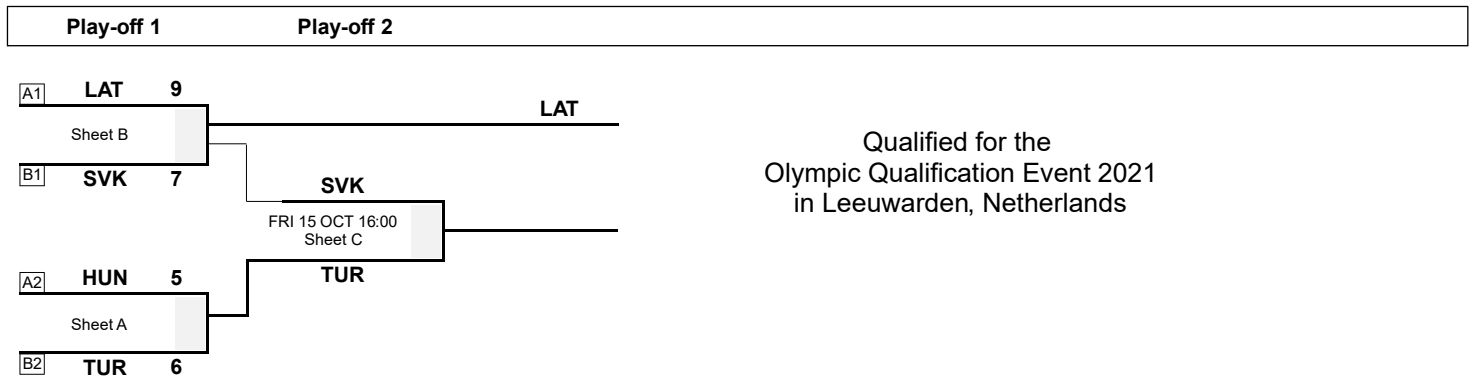 Play-off 1 Play-off 2
A1 LAT 9
LAT
Sheet B
B1 SVK 7
Qualified for the
Olympic Qualification Event 2021
in Leeuwarden, Netherlands
SVK
FRI 15 OCT 16:00
Sheet C
TUR
A2 HUN 5
Sheet A
B2 TUR 6